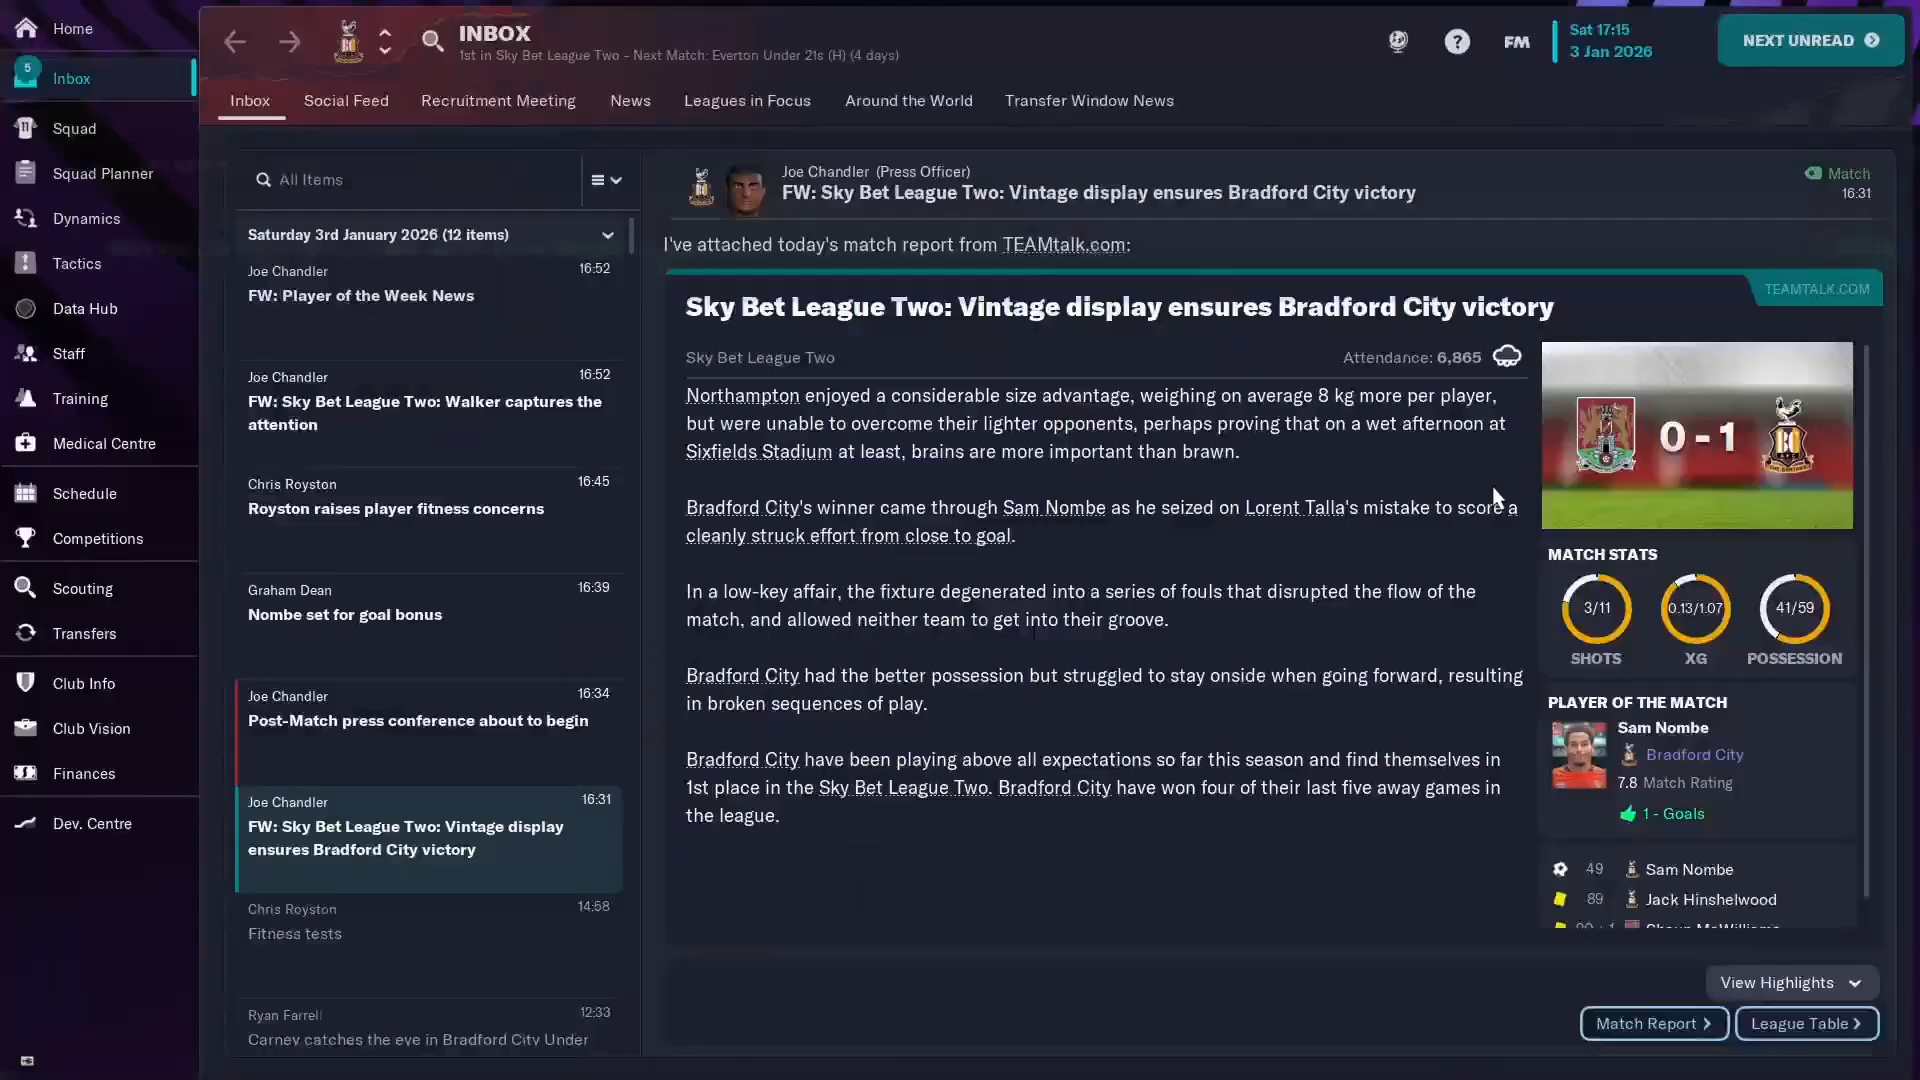 Home
5
Inbox
Squad
Squad Planner
Dynamics
Tactics
Data Hub
Staff
Training
Medical Centre
Schedule
Competitions
Scouting
Transfers
Club Info
Club Vision
Finances
Dev. Centre
INBOX
1st in Sky Bet League Two - Next Match: Everton Under 21s (H) (4 days)
?
FM
Sat 17:15
3 Jan 2026
NEXT UNREAD
Inbox
Social Feed
Recruitment Meeting
News
Leagues in Focus
Around the World
Transfer Window News
All Items
Saturday 3rd January 2026 (12 items)
Joe Chandler 16:52
FW: Player of the Week News
Joe Chandler 16:52
FW: Sky Bet League Two: Walker captures the
attention
Chris Royston 16:45
Royston raises player fitness concerns
Graham Dean 16:39
Nombe set for goal bonus
Joe Chandler 16:34
Post-Match press conference about to begin
Joe Chandler 16:31
FW: Sky Bet League Two: Vintage display
ensures Bradford City victory
Chris Royston 14:58
Fitness tests
Ryan Farrell 12:33
Carney catches the eye in Bradford City Under
Joe Chandler (Press Officer)
FW: Sky Bet League Two: Vintage display ensures Bradford City victory
Match
16:31
I've attached today's match report from TEAMtalk.com:
TEAMTALK.COM
Sky Bet League Two: Vintage display ensures Bradford City victory
Sky Bet League Two
Attendance: 6,865
Northampton enjoyed a considerable size advantage, weighing on average 8 kg more per player,
but were unable to overcome their lighter opponents, perhaps proving that on a wet afternoon at
Sixfields Stadium at least, brains are more important than brawn.
Bradford City's winner came through Sam Nombe as he seized on Lorent Talla's mistake to score a
cleanly struck effort from close to goal.
In a low-key affair, the fixture degenerated into a series of fouls that disrupted the flow of the
match, and allowed neither team to get into their groove.
Bradford City had the better possession but struggled to stay onside when going forward, resulting
in broken sequences of play.
Bradford City have been playing above all expectations so far this season and find themselves in
1st place in the Sky Bet League Two. Bradford City have won four of their last five away games in
the league.
0 - 1
MATCH STATS
3/11
0.13/1.07
41/59
SHOTS
XG
POSSESSION
PLAYER OF THE MATCH
Sam Nombe
Bradford City
7.8 Match Rating
1 - Goals
49 Sam Nombe
89 Jack Hinshelwood
View Highlights
Match Report
League Table